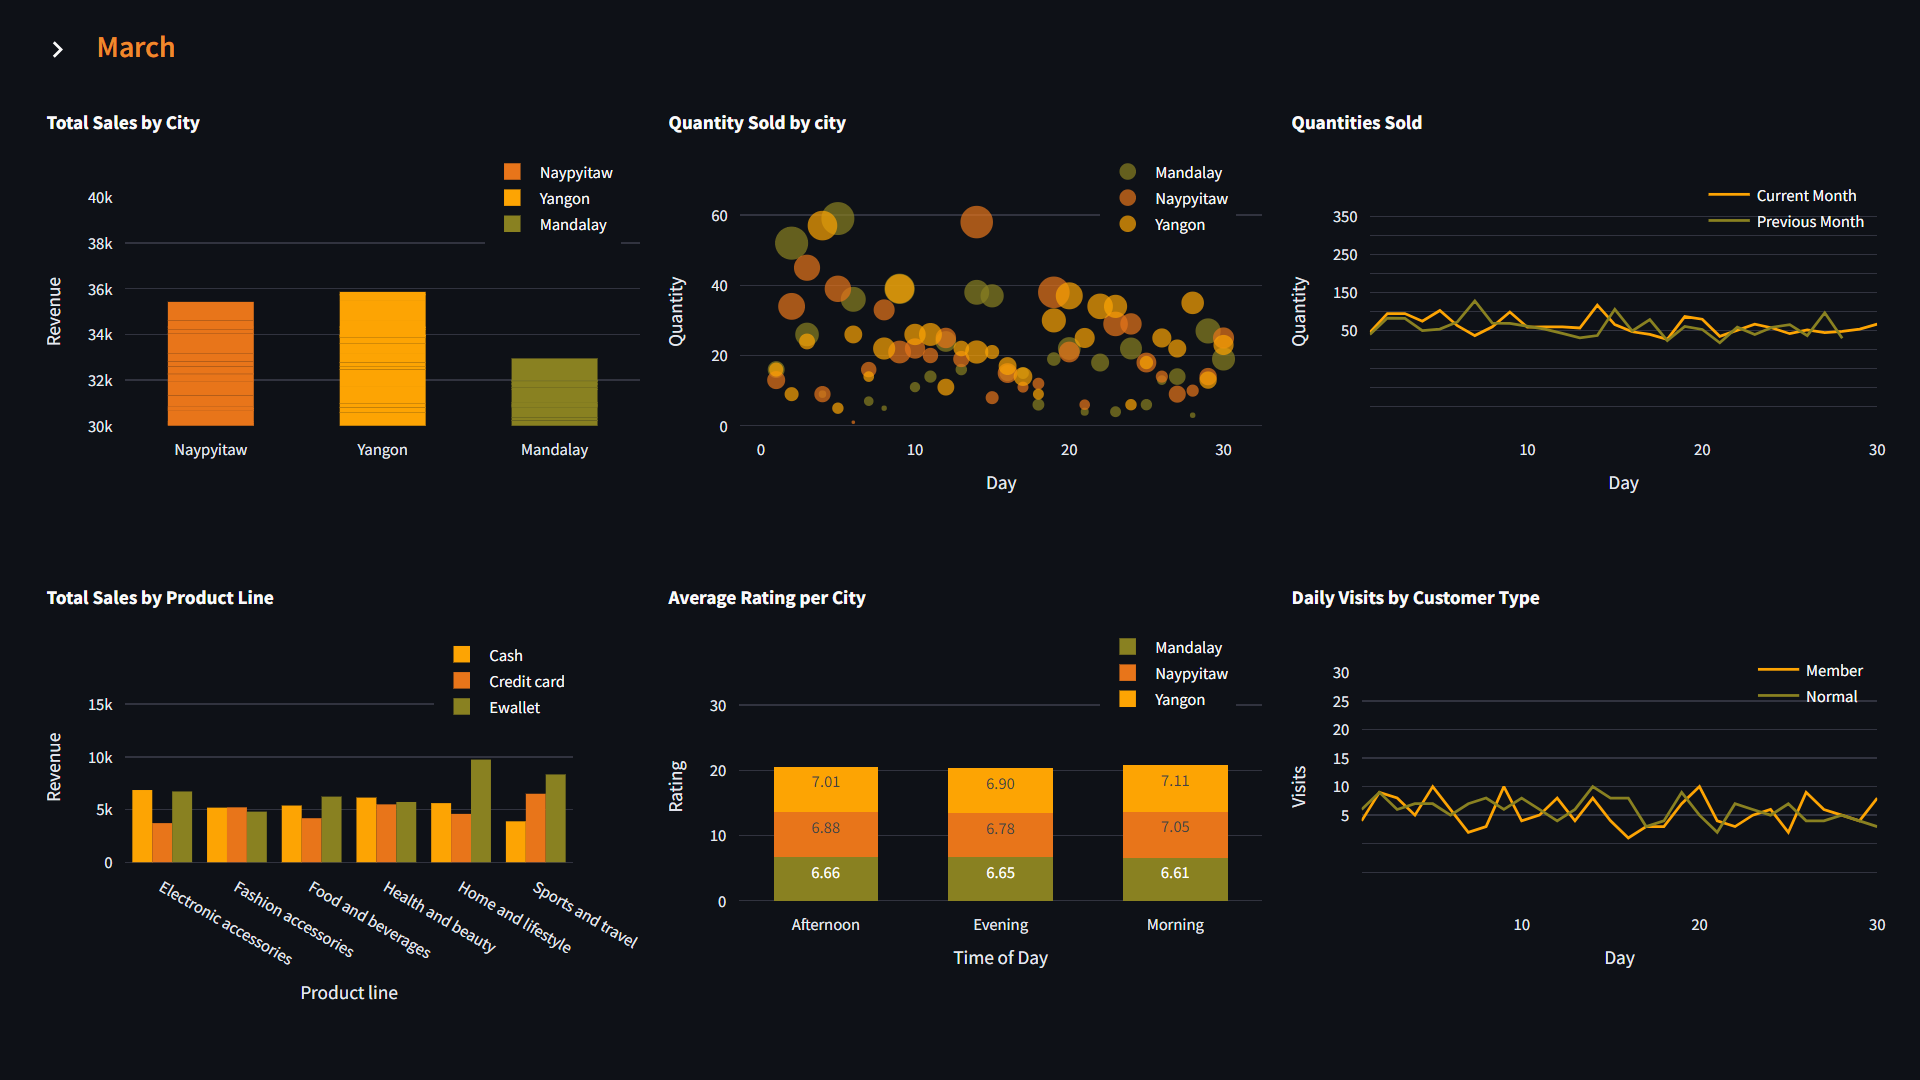 March
Total Sales by City
Naypyitaw
Yangon
Mandalay
40k
38k
36k
34k
32k
30k
Revenue
Naypyitaw
Yangon
Mandalay
Quantity Sold by city
Mandalay
Naypyitaw
Yangon
60
40
20
0
Quantity
0
10
20
30
Day
Quantities Sold
Current Month
Previous Month
350
250
150
50
Quantity
10
20
30
Day
Total Sales by Product Line
Cash
Credit card
Ewallet
15k
10k
5k
0
Revenue
Electronic accessories
Fashion accessories
Food and beverages
Health and beauty
Home and lifestyle
Sports and travel
Product line
Average Rating per City
Mandalay
Naypyitaw
Yangon
30
20
10
0
Rating
7.01
6.90
7.11
6.88
6.78
7.05
6.66
6.65
6.61
Afternoon
Evening
Morning
Time of Day
Daily Visits by Customer Type
Member
Normal
30
25
20
15
10
5
Visits
10
20
30
Day